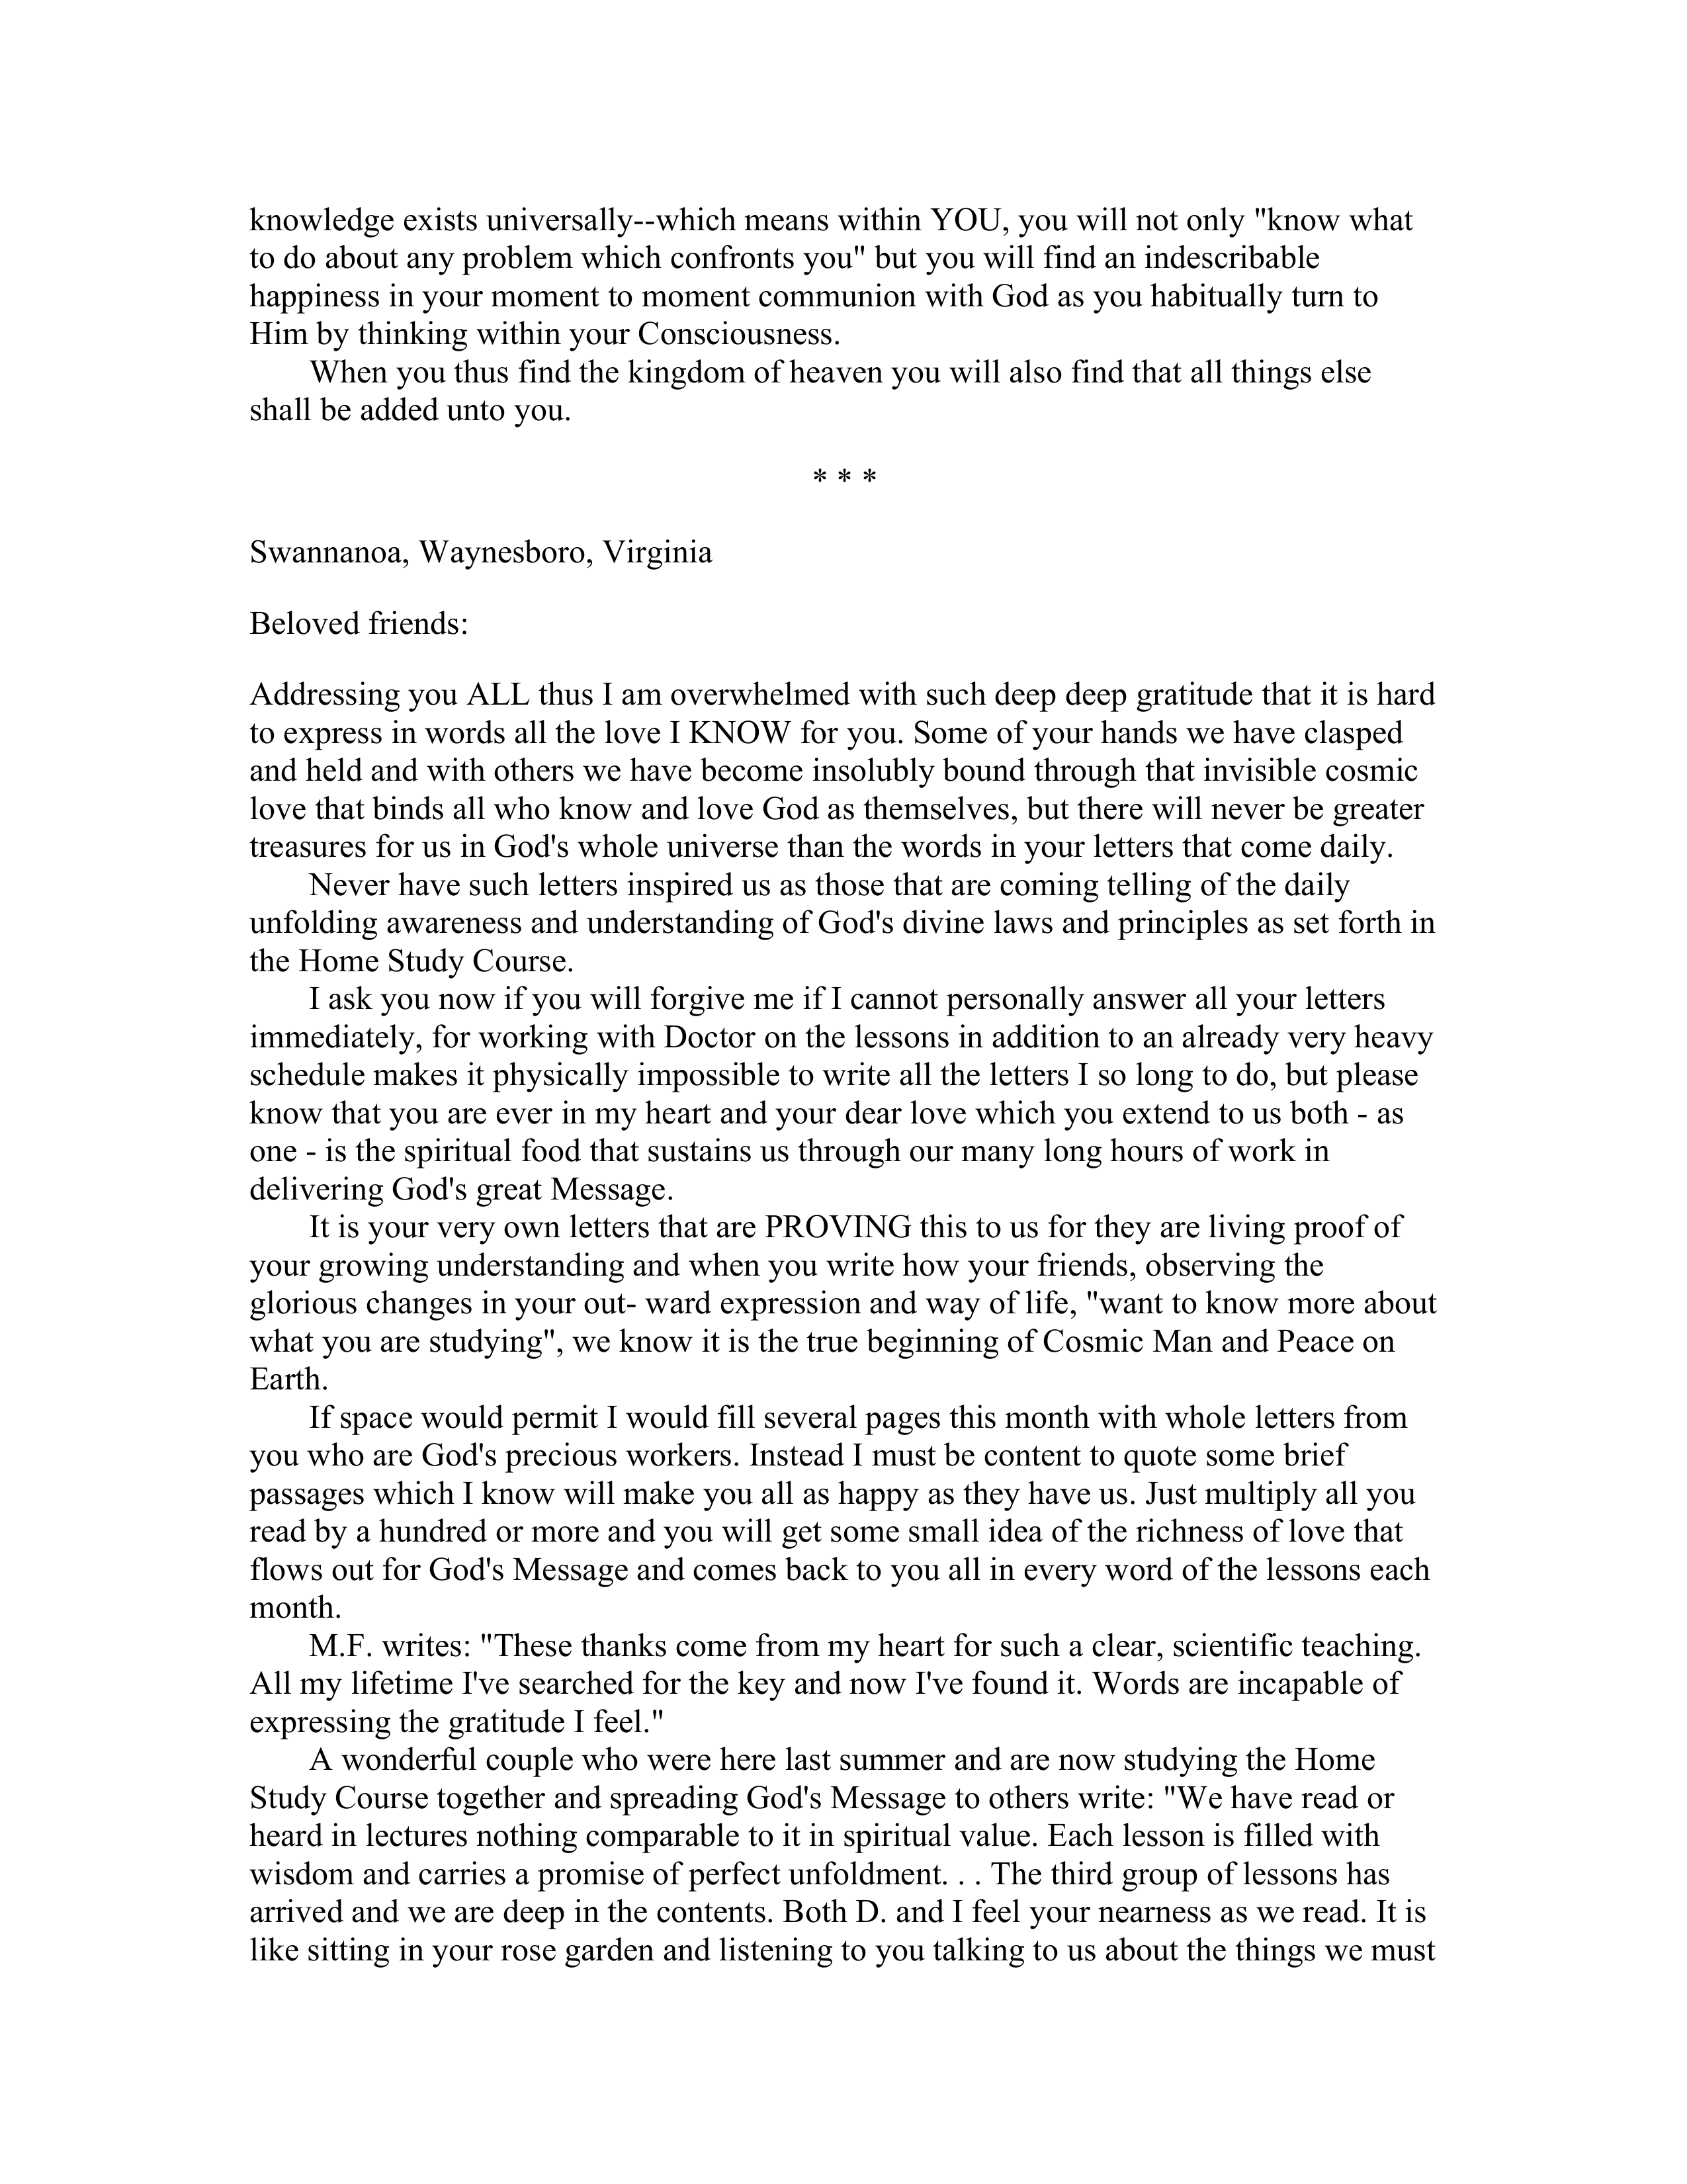 knowledge exists universally--which means within YOU, you will not only "know what
to do about any problem which confronts you" but you will find an indescribable
happiness in your moment to moment communion with God as you habitually turn to
Him by thinking within your Consciousness.
When you thus find the kingdom of heaven you will also find that all things else
shall be added unto you.
* * *
Swannanoa, Waynesboro, Virginia
Beloved friends:
Addressing you ALL thus I am overwhelmed with such deep deep gratitude that it is hard
to express in words all the love I KNOW for you. Some of your hands we have clasped
and held and with others we have become insolubly bound through that invisible cosmic
love that binds all who know and love God as themselves, but there will never be greater
treasures for us in God's whole universe than the words in your letters that come daily.
Never have such letters inspired us as those that are coming telling of the daily
unfolding awareness and understanding of God's divine laws and principles as set forth in
the Home Study Course.
I ask you now if you will forgive me if I cannot personally answer all your letters
immediately, for working with Doctor on the lessons in addition to an already very heavy
schedule makes it physically impossible to write all the letters I so long to do, but please
know that you are ever in my heart and your dear love which you extend to us both - as
one - is the spiritual food that sustains us through our many long hours of work in
delivering God's great Message.
It is your very own letters that are PROVING this to us for they are living proof of
your growing understanding and when you write how your friends, observing the
glorious changes in your out- ward expression and way of life, "want to know more about
what you are studying", we know it is the true beginning of Cosmic Man and Peace on
Earth.
If space would permit I would fill several pages this month with whole letters from
you who are God's precious workers. Instead I must be content to quote some brief
passages which I know will make you all as happy as they have us. Just multiply all you
read by a hundred or more and you will get some small idea of the richness of love that
flows out for God's Message and comes back to you all in every word of the lessons each
month.
M.F. writes: "These thanks come from my heart for such a clear, scientific teaching.
All my lifetime I've searched for the key and now I've found it. Words are incapable of
expressing the gratitude I feel."
A wonderful couple who were here last summer and are now studying the Home
Study Course together and spreading God's Message to others write: "We have read or
heard in lectures nothing comparable to it in spiritual value. Each lesson is filled with
wisdom and carries a promise of perfect unfoldment. . . The third group of lessons has
arrived and we are deep in the contents. Both D. and I feel your nearness as we read. It is
like sitting in your rose garden and listening to you talking to us about the things we must